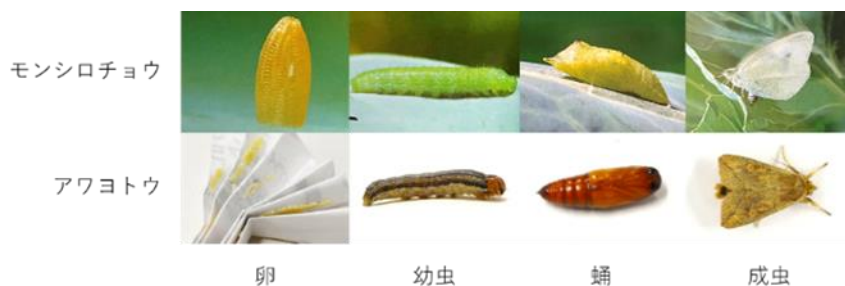 モンシロチョウ
アワヨトウ
卵 幼虫 蛹 成虫